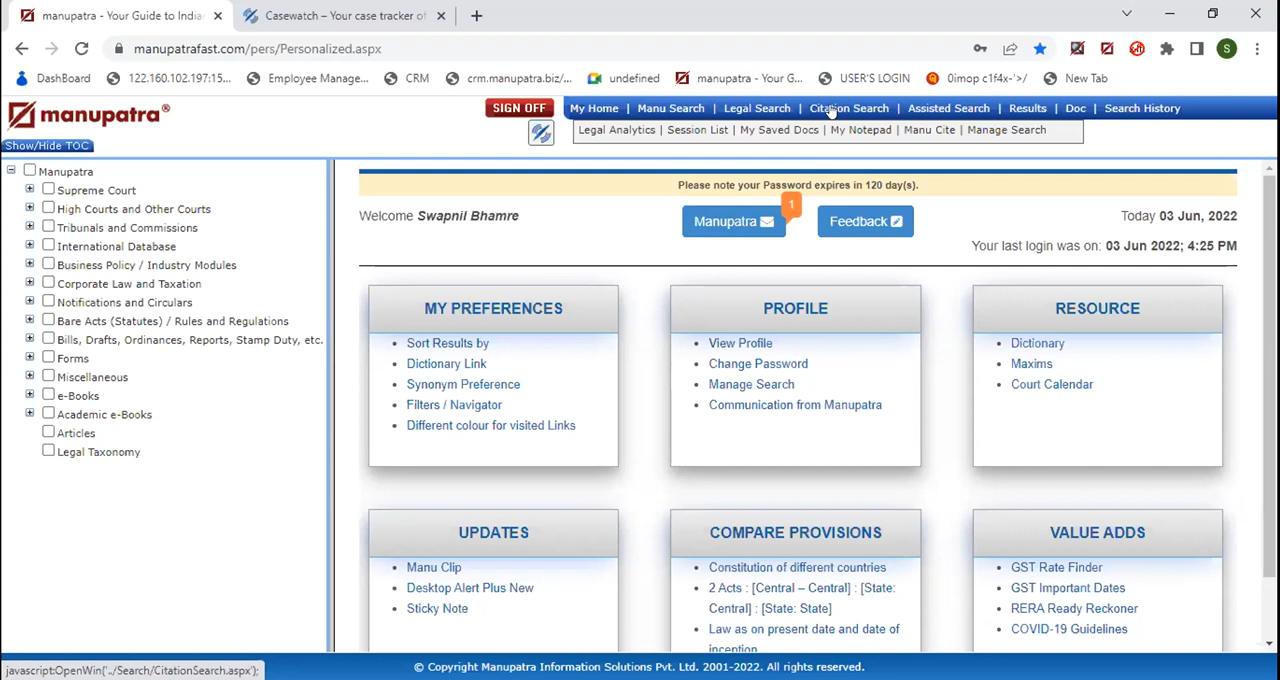 manupatra - Your Guide to India
Casewatch – Your case tracker of
manupatrafast.com/pers/Personalized.aspx
S
DashBoard
122.160.102.197:15...
Employee Manage...
CRM
crm.manupatra.biz/...
undefined
manupatra - Your G...
USER'S LOGIN
0imop c1f4x-'>/
New Tab
manupatra®
SIGN OFF
My Home | Manu Search | Legal Search | Citation Search | Assisted Search | Results | Doc | Search History
Legal Analytics | Session List | My Saved Docs | My Notepad | Manu Cite | Manage Search
Show/Hide TOC
Manupatra
Supreme Court
High Courts and Other Courts
Tribunals and Commissions
International Database
Business Policy / Industry Modules
Corporate Law and Taxation
Notifications and Circulars
Bare Acts (Statutes) / Rules and Regulations
Bills, Drafts, Ordinances, Reports, Stamp Duty, etc.
Forms
Miscellaneous
e-Books
Academic e-Books
Articles
Legal Taxonomy
Please note your Password expires in 120 day(s).
Welcome Swapnil Bhamre
Manupatra
1
Feedback
Today 03 Jun, 2022
Your last login was on: 03 Jun 2022; 4:25 PM
MY PREFERENCES
Sort Results by
Dictionary Link
Synonym Preference
Filters / Navigator
Different colour for visited Links
PROFILE
View Profile
Change Password
Manage Search
Communication from Manupatra
RESOURCE
Dictionary
Maxims
Court Calendar
UPDATES
Manu Clip
Desktop Alert Plus New
Sticky Note
COMPARE PROVISIONS
Constitution of different countries
2 Acts : [Central – Central] : [State:
Central] : [State: State]
Law as on present date and date of
inception
VALUE ADDS
GST Rate Finder
GST Important Dates
RERA Ready Reckoner
COVID-19 Guidelines
javascript:OpenWin('../Search/CitationSearch.aspx');
© Copyright Manupatra Information Solutions Pvt. Ltd. 2001-2022. All rights reserved.